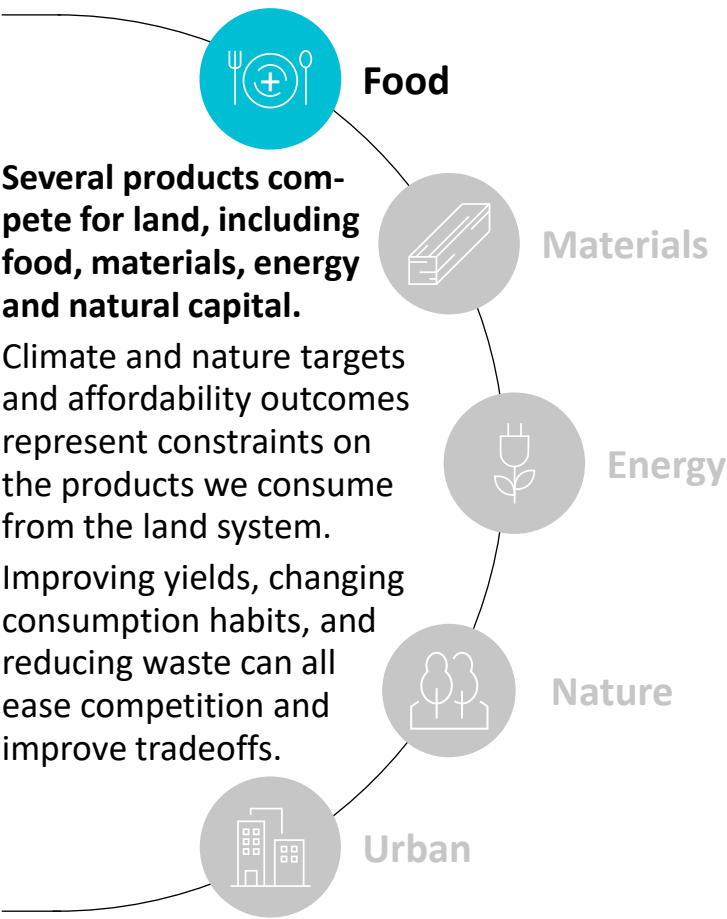 Food
Several products com-
pete for land, including
food, materials, energy
and natural capital.
Materials
Climate and nature targets
and affordability outcomes
represent constraints on
the products we consume
from the land system.
Energy
Improving yields, changing
consumption habits, and
reducing waste can all
ease competition and
improve tradeoffs.
Nature
Urban